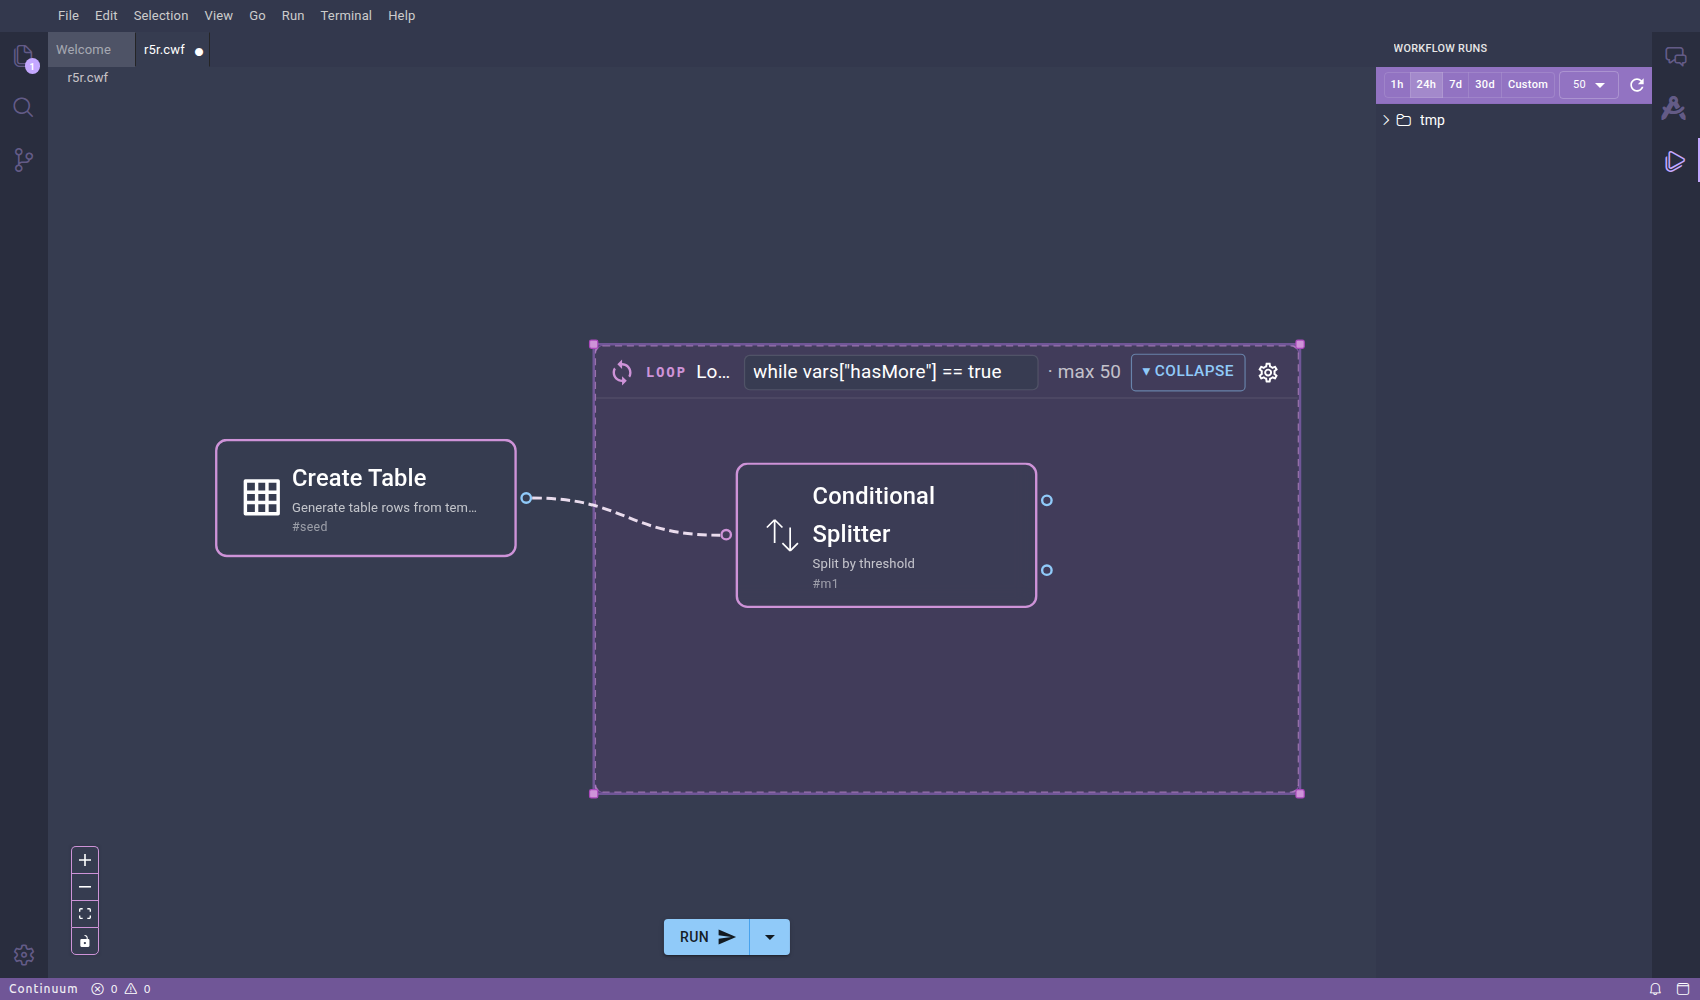 File Edit Selection View Go Run Terminal Help
Welcome
r5r.cwf
WORKFLOW RUNS
r5r.cwf
1
1h 24h 7d 30d Custom 50
tmp
LOOP Lo... while vars["hasMore"] == true · max 50 ▾ COLLAPSE
Create Table
Generate table rows from tem...
#seed
Conditional
Splitter
Split by threshold
#m1
RUN
Continuum 0 0